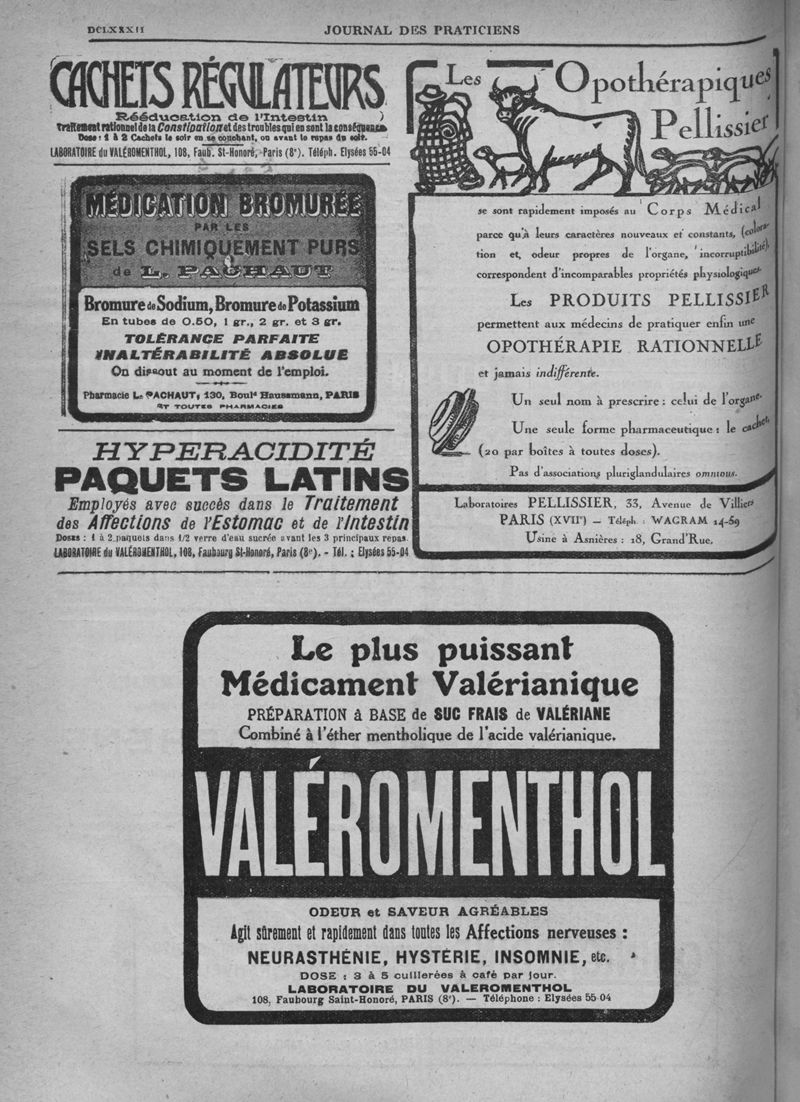 DCLXXXII
JOURNAL DES PRATICIENS
CACHETS RÉGULATEURS
Rééducation de l'Intestin
Traitement rationnel de la Constipation et des troubles qui en sont la conséquence
Dose : 1 à 2 Cachets le soir en se couchant, ou avant le repas du soir.
LABORATOIRE du VALÉROMENTHOL, 108, Faub. St-Honoré, Paris (8e). Téléph. Elysées 55-04
MÉDICATION BROMURÉE
PAR LES
SELS CHIMIQUEMENT PURS
de L. PACHAUT
Bromure de Sodium, Bromure de Potassium
En tubes de 0.50, 1 gr., 2 gr. et 3 gr.
TOLÉRANCE PARFAITE
INALTÉRABILITÉ ABSOLUE
On dissout au moment de l'emploi.
Pharmacie L. PACHAUT, 130, Boul^d Haussmann, PARIS
ET TOUTES PHARMACIES
HYPERACIDITÉ
PAQUETS LATINS
Employés avec succès dans le Traitement
des Affections de l'Estomac et de l'Intestin
Doses : 1 à 2 paquets dans 1/2 verre d'eau sucrée avant les 3 principaux repas.
LABORATOIRE du VALÉROMENTHOL, 108, Faubourg St-Honoré, Paris (8e). - Tél. : Elysées 55-04
Les Opothérapiques
Pellissier
se sont rapidement imposés au Corps Médical
parce qu'à leurs caractères nouveaux et constants, (colora-
tion et, odeur propres de l'organe, incorruptibilité),
correspondent d'incomparables propriétés physiologiques.
Les PRODUITS PELLISSIER
permettent aux médecins de pratiquer enfin une
OPOTHÉRAPIE RATIONNELLE
et jamais indifférente.
Un seul nom à prescrire : celui de l'organe.
Une seule forme pharmaceutique : le cachet,
(20 par boîtes à toutes doses).
Pas d'associations pluriglandulaires omnious.
Laboratoires PELLISSIER, 33, Avenue de Villiers
PARIS (XVIIe) — Téléph : WAGRAM 14-59
Usine à Asnières : 18, Grand'Rue.
Le plus puissant
Médicament Valérianique
PRÉPARATION à BASE de SUC FRAIS de VALÉRIANE
Combiné à l'éther mentholique de l'acide valérianique.
VALÉROMENTHOL
ODEUR et SAVEUR AGRÉABLES
Agit sûrement et rapidement dans toutes les Affections nerveuses :
NEURASTHÉNIE, HYSTÉRIE, INSOMNIE, etc.
DOSE : 3 à 5 cuillerées à café par jour.
LABORATOIRE DU VALEROMENTHOL
108, Faubourg Saint-Honoré, PARIS (8e). — Téléphone : Elysées 55-04